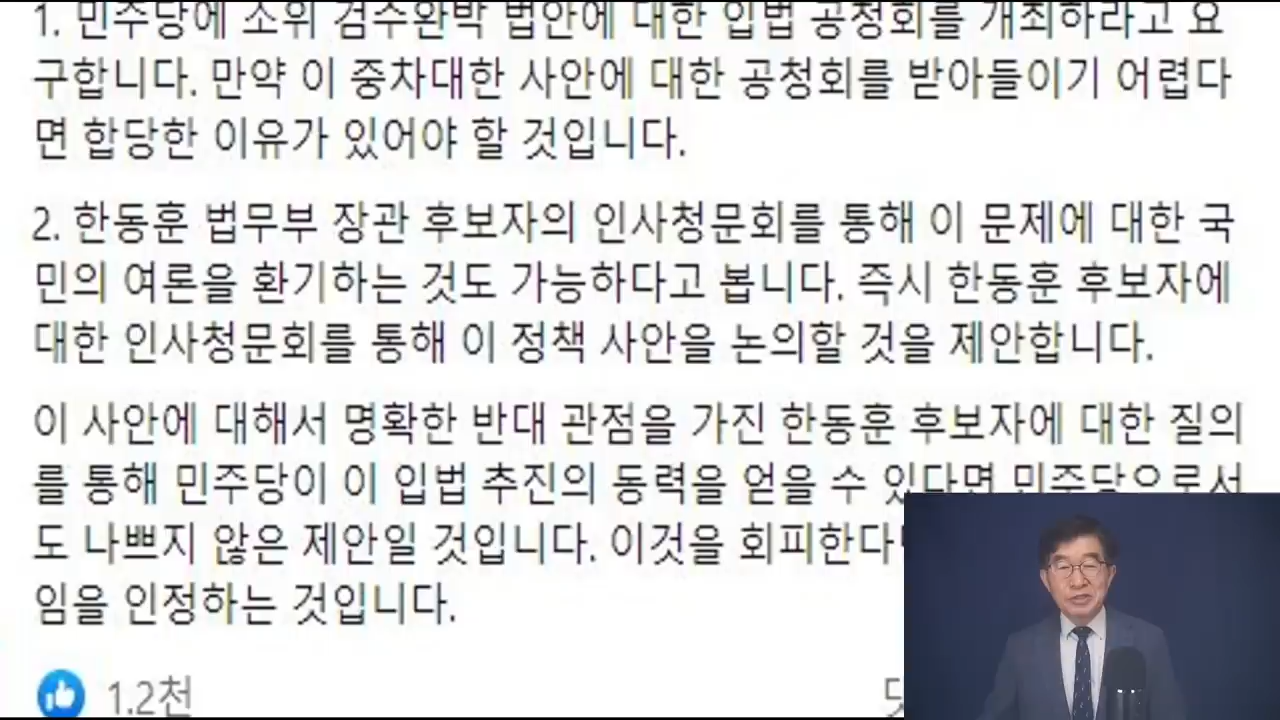 1. 민주당에 소위 검수완박 법안에 대한 입법 공청회를 개최하라고 요
구합니다. 만약 이 중차대한 사안에 대한 공청회를 받아들이기 어렵다
면 합당한 이유가 있어야 할 것입니다.
2. 한동훈 법무부 장관 후보자의 인사청문회를 통해 이 문제에 대한 국
민의 여론을 환기하는 것도 가능하다고 봅니다. 즉시 한동훈 후보자에
대한 인사청문회를 통해 이 정책 사안을 논의할 것을 제안합니다.
이 사안에 대해서 명확한 반대 관점을 가진 한동훈 후보자에 대한 질의
를 통해 민주당이 이 입법 추진의 동력을 얻을 수 있다면 민주당으로서
도 나쁘지 않은 제안일 것입니다. 이것을 회피한다
임을 인정하는 것입니다.
1.2천